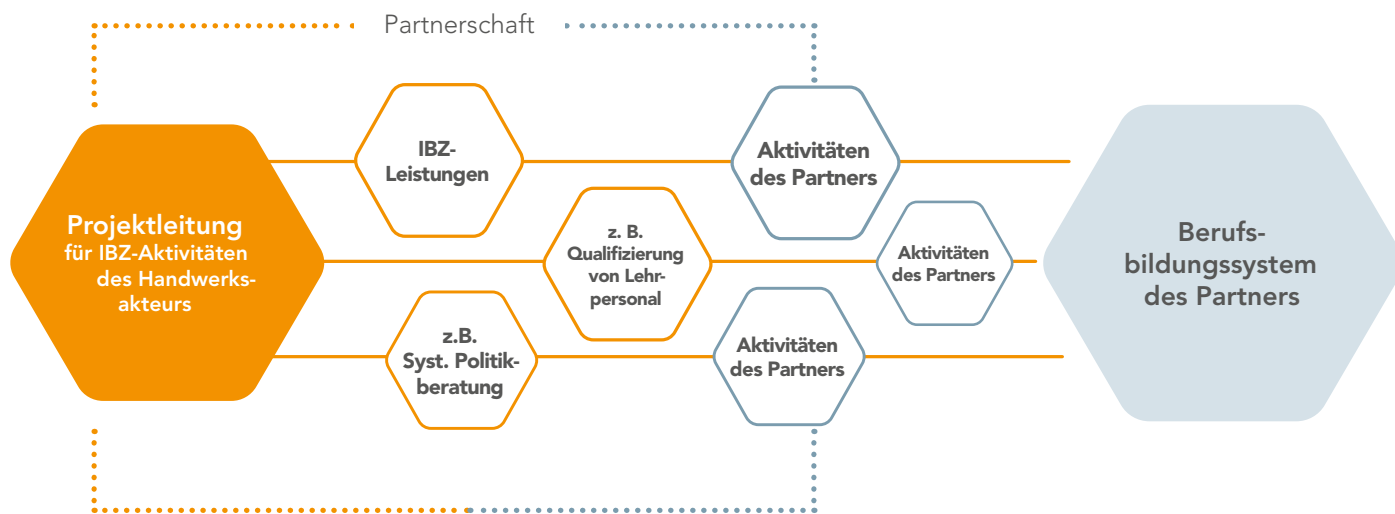 Partnerschaft
Projektleitung
für IBZ-Aktivitäten
des Handwerks-
akteurs
IBZ-
Leistungen
z. B.
Qualifizierung
von Lehr-
personal
z.B.
Syst. Politik-
beratung
Aktivitäten
des Partners
Aktivitäten
des Partners
Aktivitäten
des Partners
Berufs-
bildungssystem
des Partners